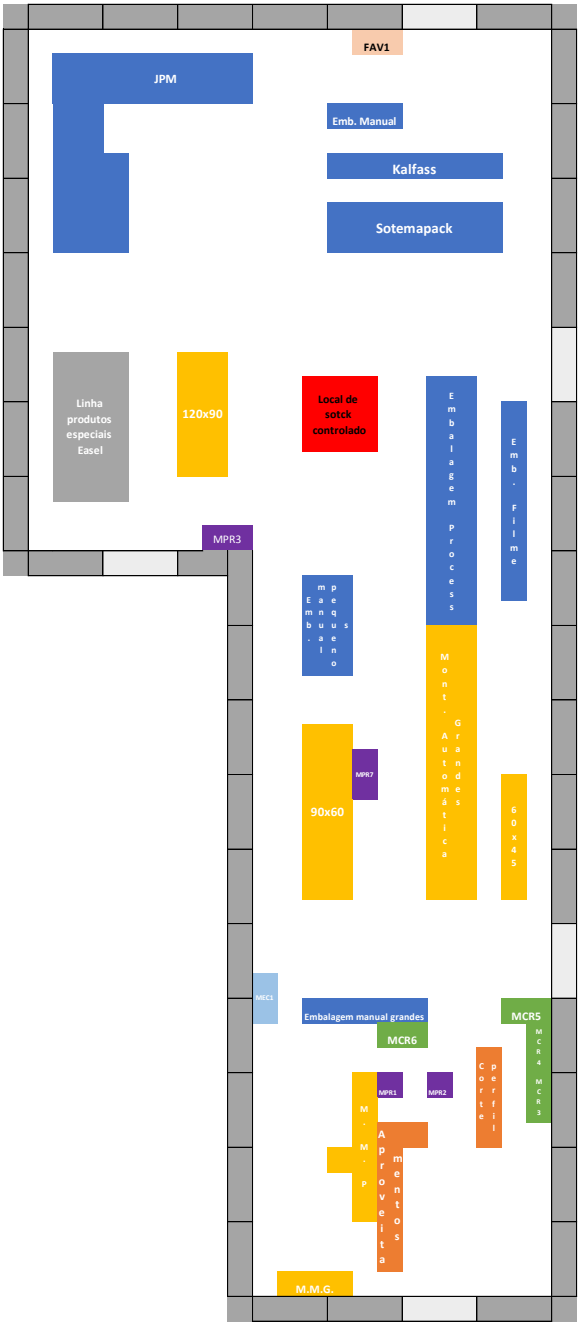 FAV1
JPM
Emb. Manual
Kalfass
Sotemapack
Linha
produtos
especiais
Easel
120x90
Local de
sotck
controlado
Embalagem Process
Emb. Filme
MPR3
Emb.
manual
pequenos
Mont. Automática
Grandes
MPR7
90x60
60x45
MEC1
Embalagem manual grandes
MCR5
MCR6
MCR4 MCR3
Corte
perfil
MPR1
MPR2
M.M.P
Aproveita
mentos
M.M.G.